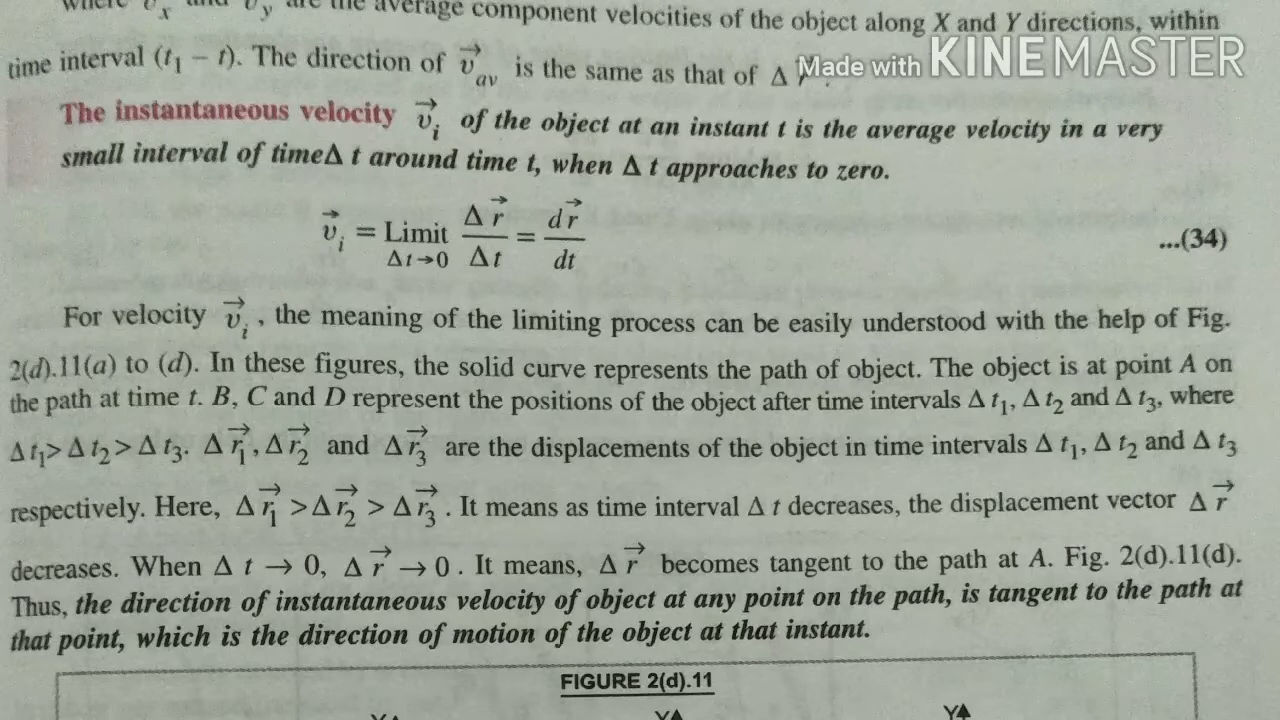 where v⃗x and v⃗y are the average component velocities of the object along X and Y directions, within
time interval (t₁ − t). The direction of v⃗av is the same as that of Δ r⃗.
Made with KINEMASTER
The instantaneous velocity v⃗i of the object at an instant t is the average velocity in a very
small interval of timeΔ t around time t, when Δ t approaches to zero.
v⃗i = Limit Δt→0 Δ r⃗ / Δt = d r⃗ / dt ...(34)
For velocity v⃗i , the meaning of the limiting process can be easily understood with the help of Fig.
2(d).11(a) to (d). In these figures, the solid curve represents the path of object. The object is at point A on
the path at time t. B, C and D represent the positions of the object after time intervals Δ t₁, Δ t₂ and Δ t₃, where
Δ t₁> Δ t₂> Δ t₃. Δ r⃗₁, Δ r⃗₂ and Δ r⃗₃ are the displacements of the object in time intervals Δ t₁, Δ t₂ and Δ t₃
respectively. Here, Δ r⃗₁ >Δ r⃗₂ > Δ r⃗₃ . It means as time interval Δ t decreases, the displacement vector Δ r⃗
decreases. When Δ t → 0, Δ r⃗ → 0 . It means, Δ r⃗ becomes tangent to the path at A. Fig. 2(d).11(d).
Thus, the direction of instantaneous velocity of object at any point on the path, is tangent to the path at
that point, which is the direction of motion of the object at that instant.
FIGURE 2(d).11
Y Y Y